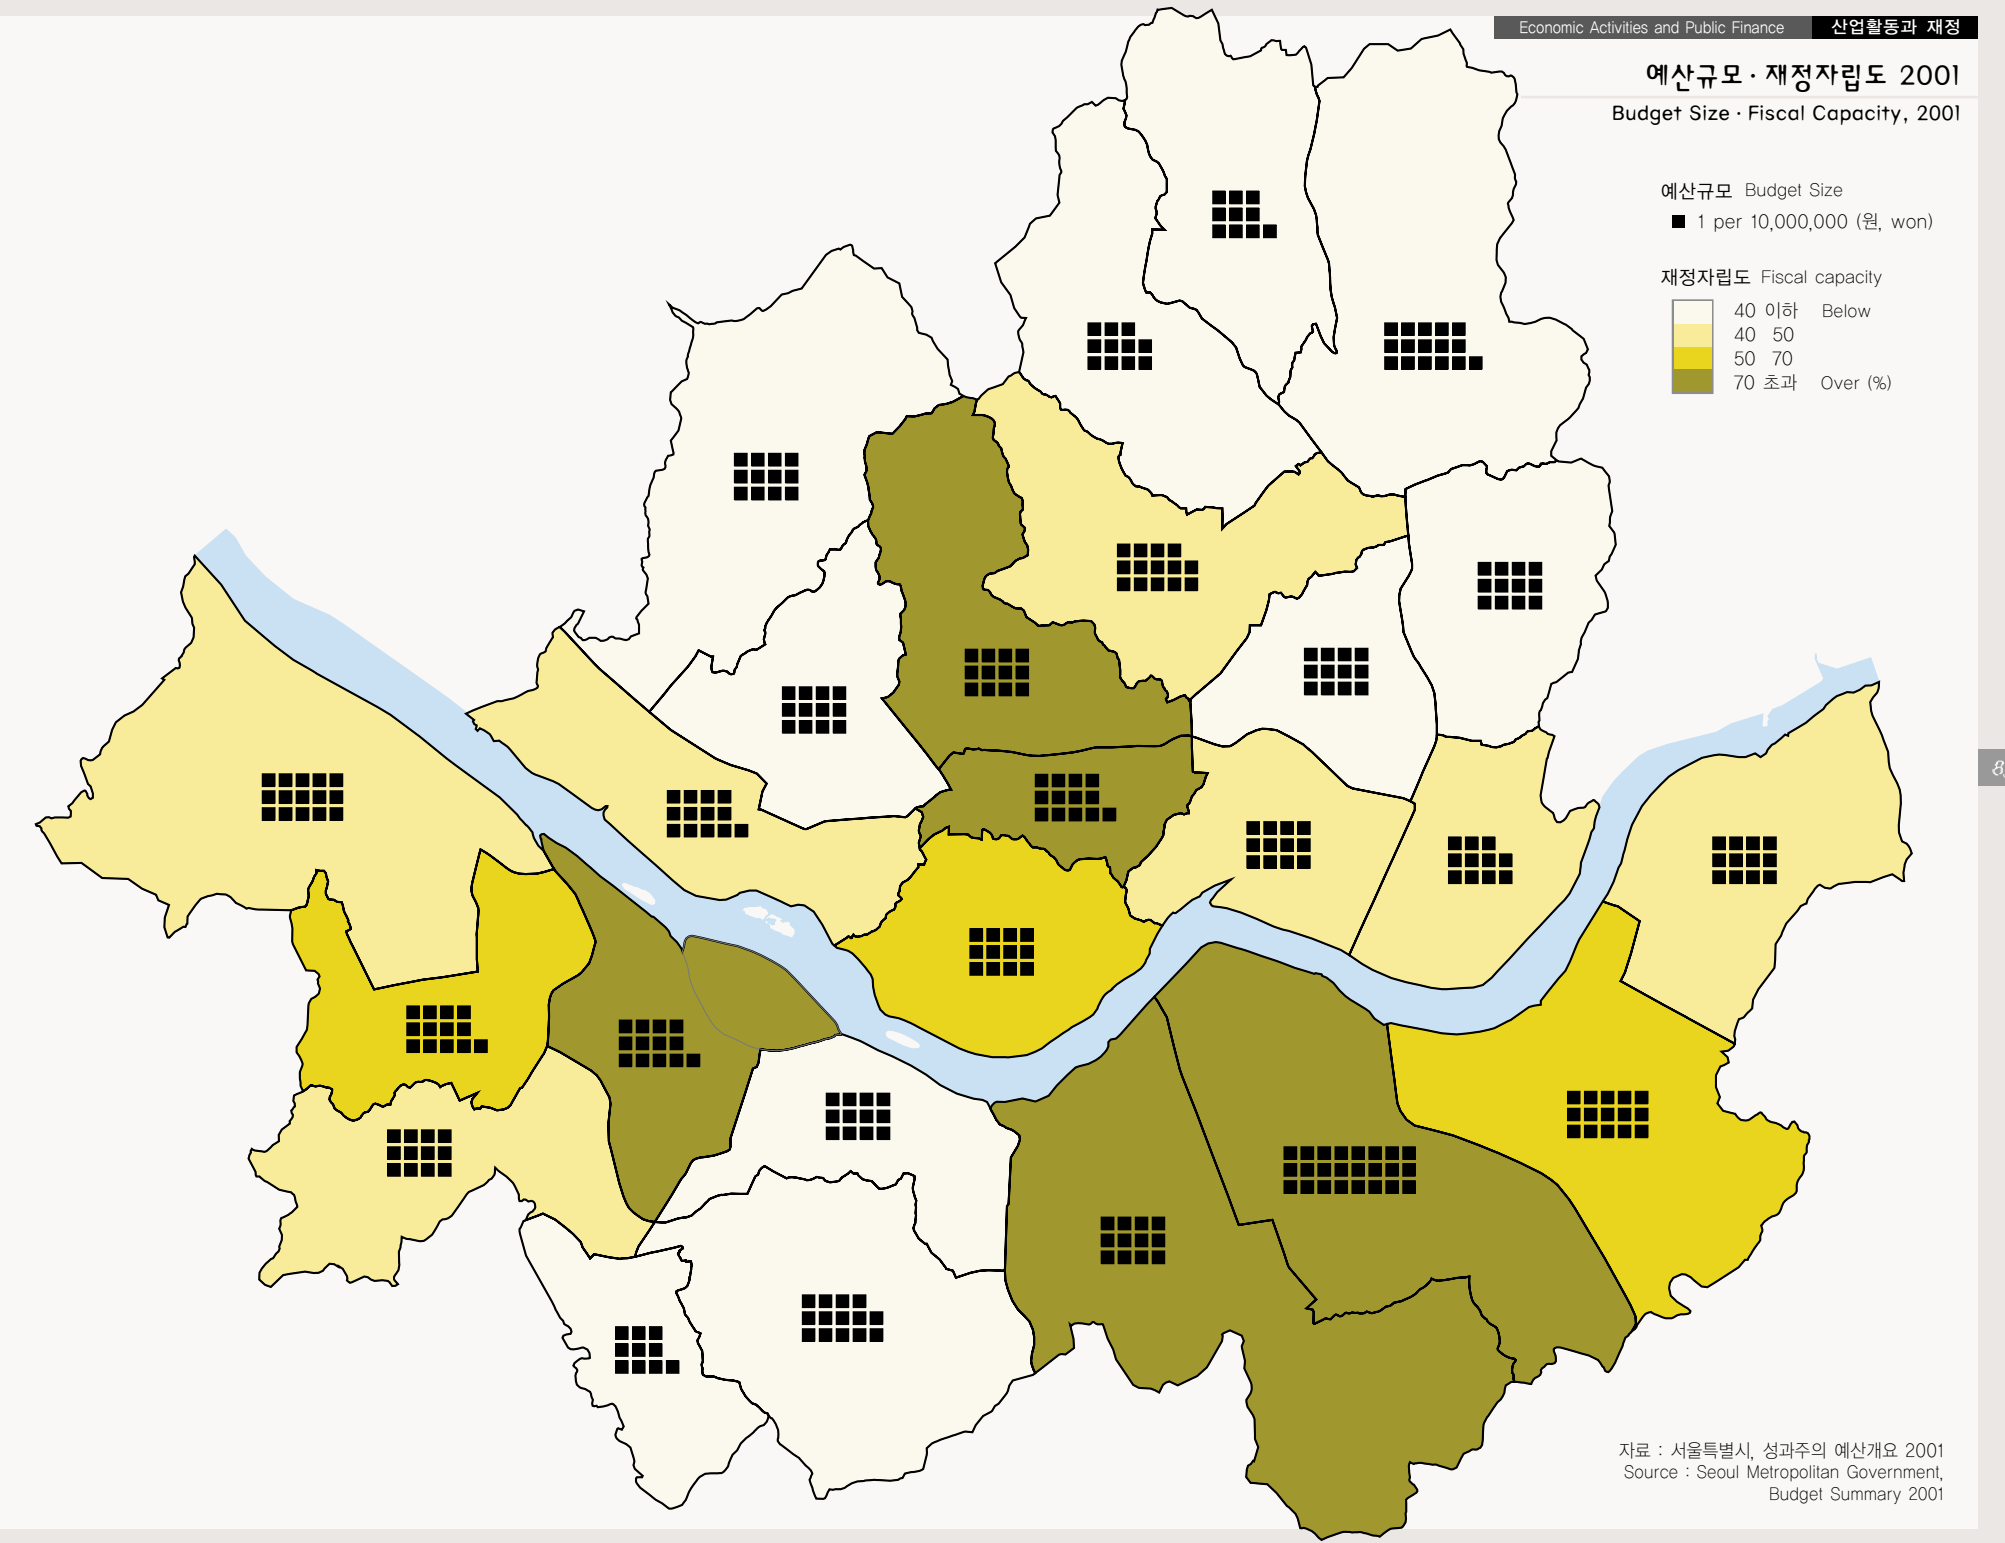 Economic Activities and Public Finance 산업활동과 재정
예산규모 · 재정자립도 2001
Budget Size · Fiscal Capacity, 2001
예산규모 Budget Size
■ 1 per 10,000,000 (원, won)
재정자립도 Fiscal capacity
40 이하 Below
40 50
50 70
70 초과 Over (%)
자료 : 서울특별시, 성과주의 예산개요 2001
Source : Seoul Metropolitan Government,
Budget Summary 2001